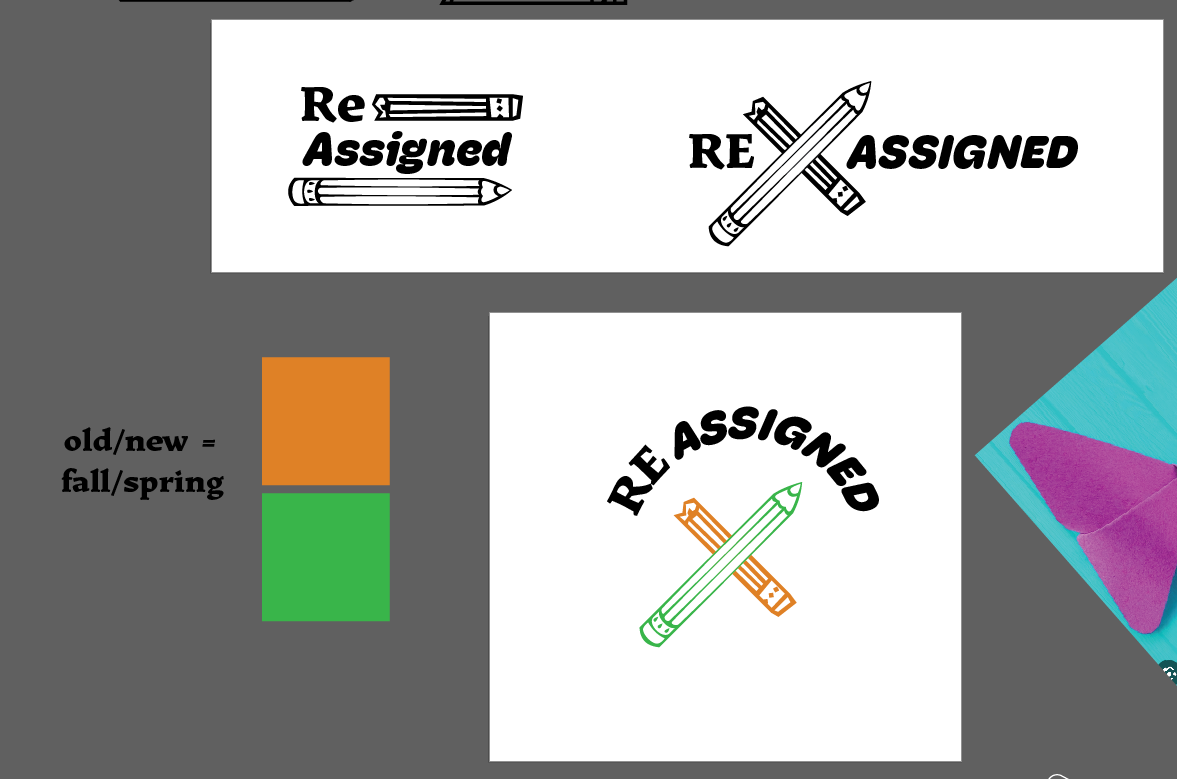 Re
Assigned
RE ASSIGNED
old/new =
fall/spring
RE ASSIGNED